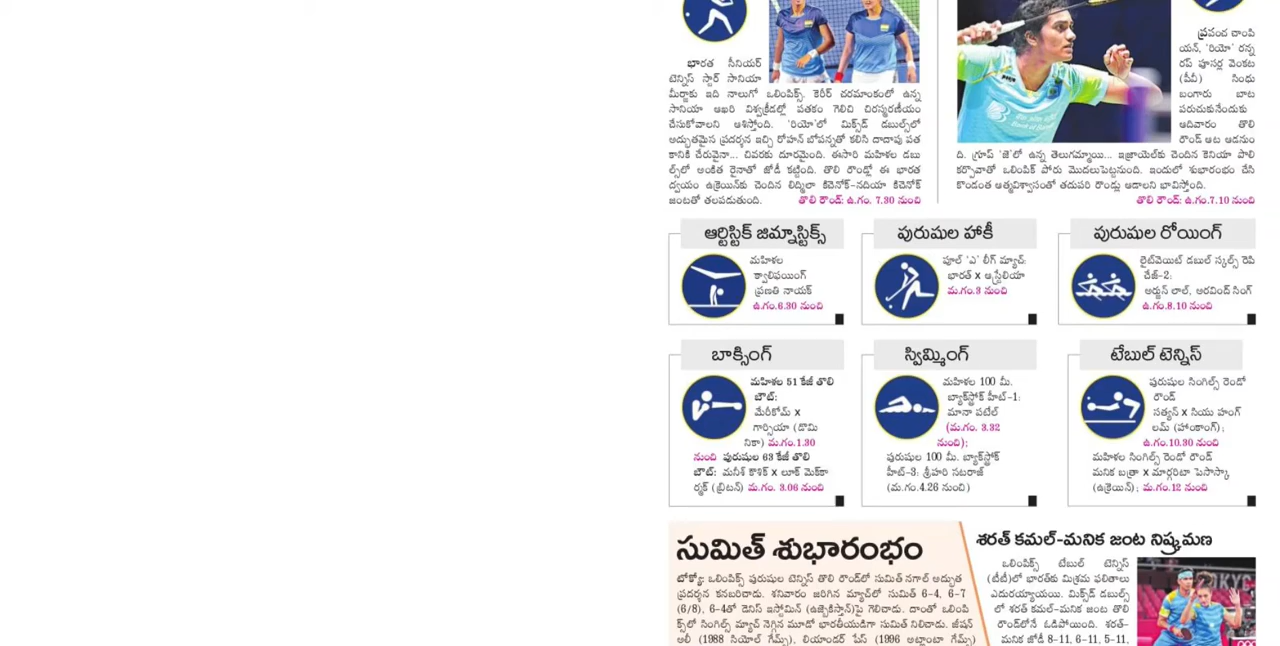 భారత సీనియర్
టెన్నిస్ స్టార్ సానియా
మీర్జాకు ఇది నాలుగో ఒలింపిక్స్. కెరీర్ చరమాంకంలో ఉన్న
సానియా ఆఖరి విశ్వక్రీడల్లో పతకం గెలిచి చిరస్మరణీయం
చేసుకోవాలని ఆశిస్తోంది. ‘రియో’లో మిక్స్‌డ్ డబుల్స్‌లో
అద్భుతమైన ప్రదర్శన ఇచ్చి రోహన్ బోపన్నతో కలిసి దాదాపు పత
కానికి చేరువైనా... చివరకు దూరమైంది. ఈసారి మహిళల డబు
ల్స్‌లో అంకిత రైనాతో జోడీ కట్టింది. తొలి రౌండ్లో ఈ భారత
ద్వయం ఉక్రెయిన్‌కు చెందిన లిద్మిలా కిచెనోక్-నదియా కిచెనోక్
జంటతో తలపడుతుంది. తొలి రౌండ్: ఉ.గం. 7.30 నుంచి
ప్రపంచ చాంపి
యన్, ‘రియో’ రన్న
రప్ పూసర్ల వెంకట
(పీవీ) సింధు
బంగారు బాట
పరుచుకునేందుకు
ఆదివారం తొలి
రౌండ్ ఆట ఆడనుం
ది. గ్రూప్ ‘జె’లో ఉన్న తెలుగమ్మాయి... ఇజ్రాయెల్‌కు చెందిన కెనియా పాలి
కర్పొవాతో ఒలింపిక్ పోరు మొదలుపెట్టనుంది. ఇందులో శుభారంభం చేసి
కొండంత ఆత్మవిశ్వాసంతో తదుపరి రౌండ్లు ఆడాలని భావిస్తోంది.
తొలి రౌండ్: ఉ.గం.7.10 నుంచి
ఆర్టిస్టిక్ జిమ్నాస్టిక్స్
మహిళల
క్వాలిఫయింగ్
ప్రణతి నాయక్
ఉ.గం.6.30 నుంచి
పురుషుల హాకీ
పూల్ ‘ఎ’ లీగ్ మ్యాచ్:
భారత్ x ఆస్ట్రేలియా
మ.గం.3 నుంచి
పురుషుల రోయింగ్
లైట్‌వెయిట్ డబుల్ స్కల్స్ రెపి
చేజ్-2:
అర్జున్ లాల్, అరవింద్ సింగ్
ఉ.గం.8.10 నుంచి
బాక్సింగ్
మహిళల 51 కేజీ తొలి
బౌట్:
మేరీకోమ్ x
గార్సియా (డొమి
నికా) మ.గం.1.30
నుంచి పురుషుల 63 కేజీ తొలి
బౌట్: మనీశ్ కౌశిక్ x లూక్ మెక్‌కా
ర్మక్ (బ్రిటన్) మ.గం. 3.06 నుంచి
స్విమ్మింగ్
మహిళల 100 మీ.
బ్యాక్‌స్ట్రోక్ హీట్-1:
మానా పటేల్
(మ.గం. 3.32
నుంచి);
పురుషుల 100 మీ. బ్యాక్‌స్ట్రోక్
హీట్-3: శ్రీహరి నటరాజ్
(మ.గం.4.26 నుంచి)
టేబుల్ టెన్నిస్
పురుషుల సింగిల్స్ రెండో
రౌండ్
సత్యన్ x సియు హంగ్
లమ్ (హాంకాంగ్);
ఉ.గం.10.30 నుంచి
మహిళల సింగిల్స్ రెండో రౌండ్
మనిక బత్రా x మార్గరిటా పెసొస్కా
(ఉక్రెయిన్); మ.గం.12 నుంచి
సుమిత్ శుభారంభం
టోక్యో: ఒలింపిక్స్ పురుషుల టెన్నిస్ తొలి రౌండ్‌లో సుమిత్ నగాల్ అద్భుత
ప్రదర్శన కనబరిచాడు. శనివారం జరిగిన మ్యాచ్‌లో సుమిత్ 6-4, 6-7
(6/8), 6-4తో డెనిస్ ఇస్తోమిన్ (ఉజ్బెకిస్తాన్)పై గెలిచాడు. దాంతో ఒలింపి
క్స్‌లో సింగిల్స్ మ్యాచ్ నెగ్గిన మూడో భారతీయుడిగా సుమిత్ నిలిచాడు. జీషన్
అలీ (1988 సియోల్ గేమ్స్), లియాండర్ పేస్ (1996 అట్లాంటా గేమ్స్)
శరత్ కమల్-మనిక జంట నిష్క్రమణ
ఒలింపిక్స్ టేబుల్ టెన్నిస్
(టీటీ)లో భారత్‌కు మిశ్రమ ఫలితాలు
ఎదురయ్యాయయి. మిక్స్‌డ్ డబుల్స్
లో శరత్ కమల్-మనిక జంట తొలి
రౌండ్‌లోనే ఓడిపోయింది. శరత్-
మనిక జోడీ 8-11, 6-11, 5-11,